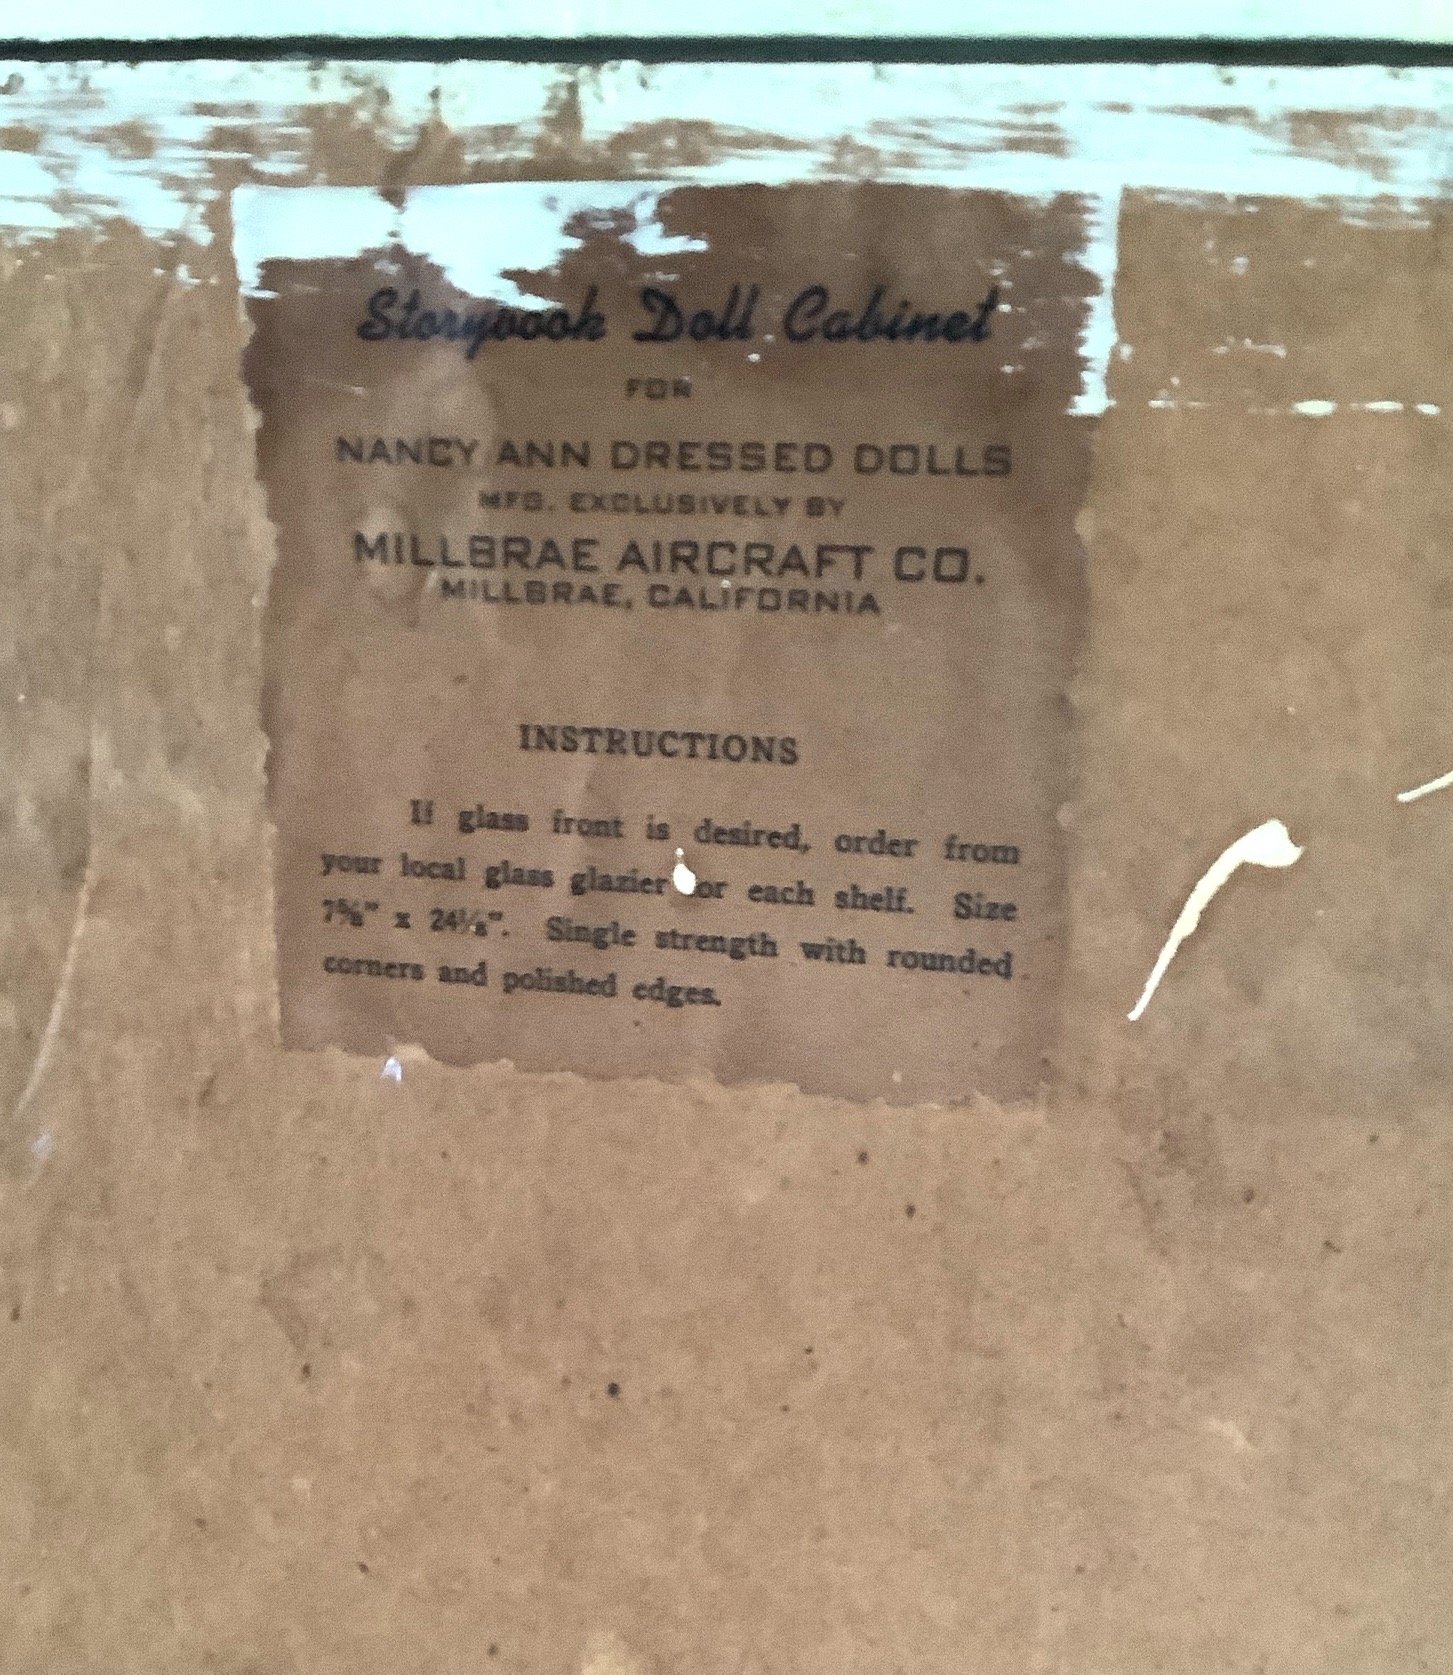 Storybook Doll Cabinet
FOR
NANCY ANN DRESSED DOLLS
MFG. EXCLUSIVELY BY
MILLBRAE AIRCRAFT CO.
MILLBRAE, CALIFORNIA
INSTRUCTIONS
If glass front is desired, order from
your local glass glazier for each shelf. Size
7⅝" x 24⅛". Single strength with rounded
corners and polished edges.